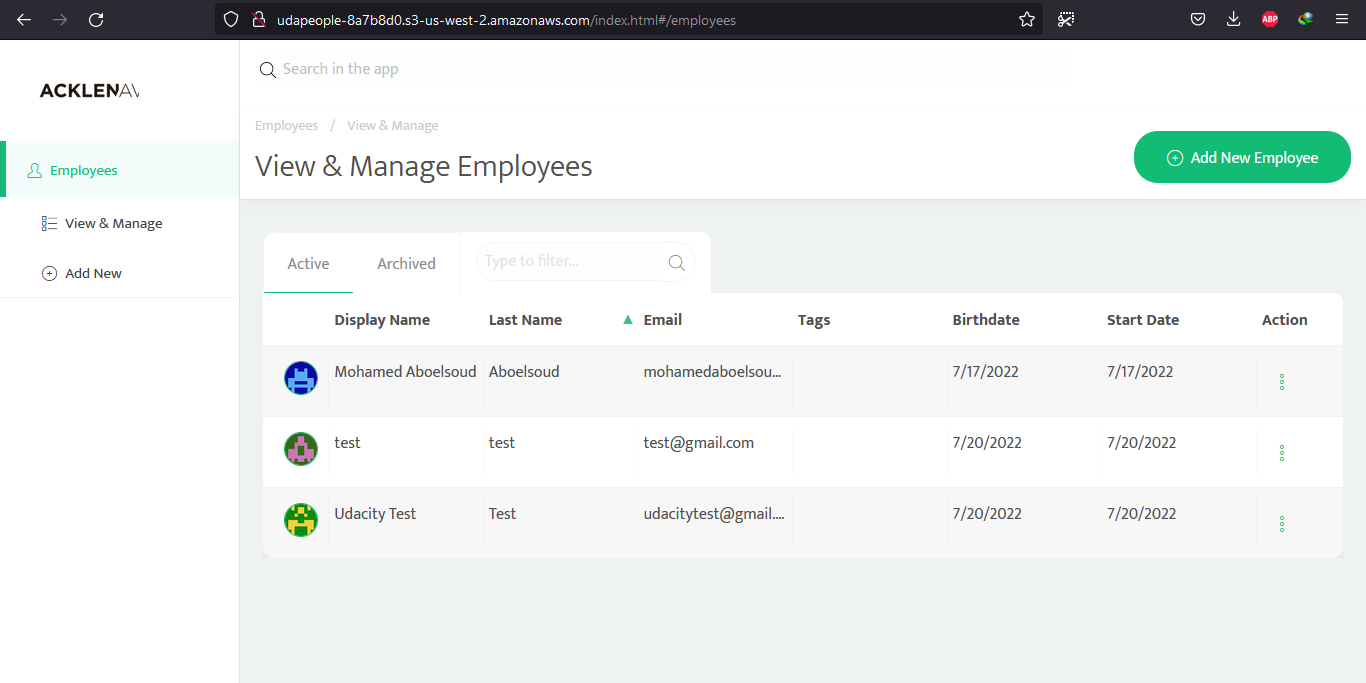 udapeople-8a7b8d0.s3-us-west-2.amazonaws.com/index.html#/employees
ABP
ACKLENAV
Search in the app
Employees / View & Manage
View & Manage Employees
Add New Employee
Employees
View & Manage
Add New
Active Archived Type to filter...
Display Name Last Name Email Tags Birthdate Start Date Action
Mohamed Aboelsoud Aboelsoud mohamedaboelsou... 7/17/2022 7/17/2022
test test test@gmail.com 7/20/2022 7/20/2022
Udacity Test Test udacitytest@gmail.... 7/20/2022 7/20/2022